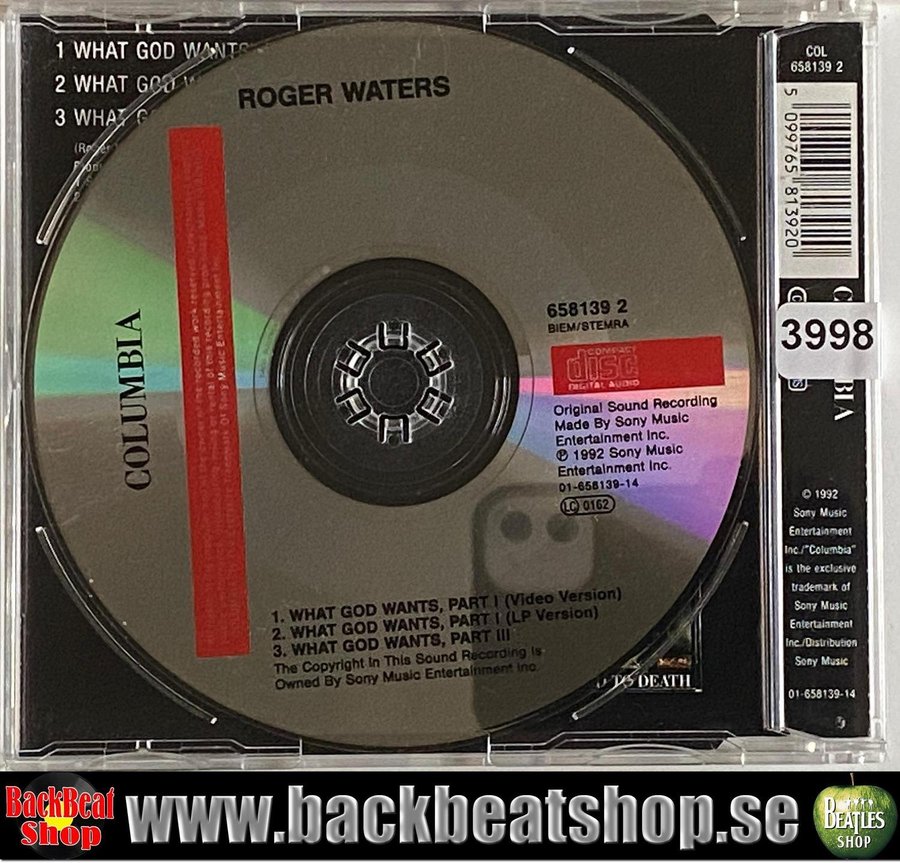 1 WHAT GOD WANTS
2 WHAT GOD
3 WHAT
ROGER WATERS
COLUMBIA
658139 2
BIEM/STEMRA
COMPACT
disc
DIGITAL AUDIO
Original Sound Recording
Made By Sony Music
Entertainment Inc.
℗ 1992 Sony Music
Entertainment Inc.
01-658139-14
LC 0162
1. WHAT GOD WANTS, PART I (Video Version)
2. WHAT GOD WANTS, PART I (LP Version)
3. WHAT GOD WANTS, PART III
The Copyright In This Sound Recording Is
Owned By Sony Music Entertainment Inc.
TO DEATH
COL
658139 2
5 099765 813920
3998
BIA
© 1992
Sony Music
Entertainment
Inc./"Columbia"
is the exclusive
trademark of
Sony Music
Entertainment
Inc./Distribution
Sony Music
01-658139-14
BackBeat
Shop
www.backbeatshop.se
BEATLES
SHOP